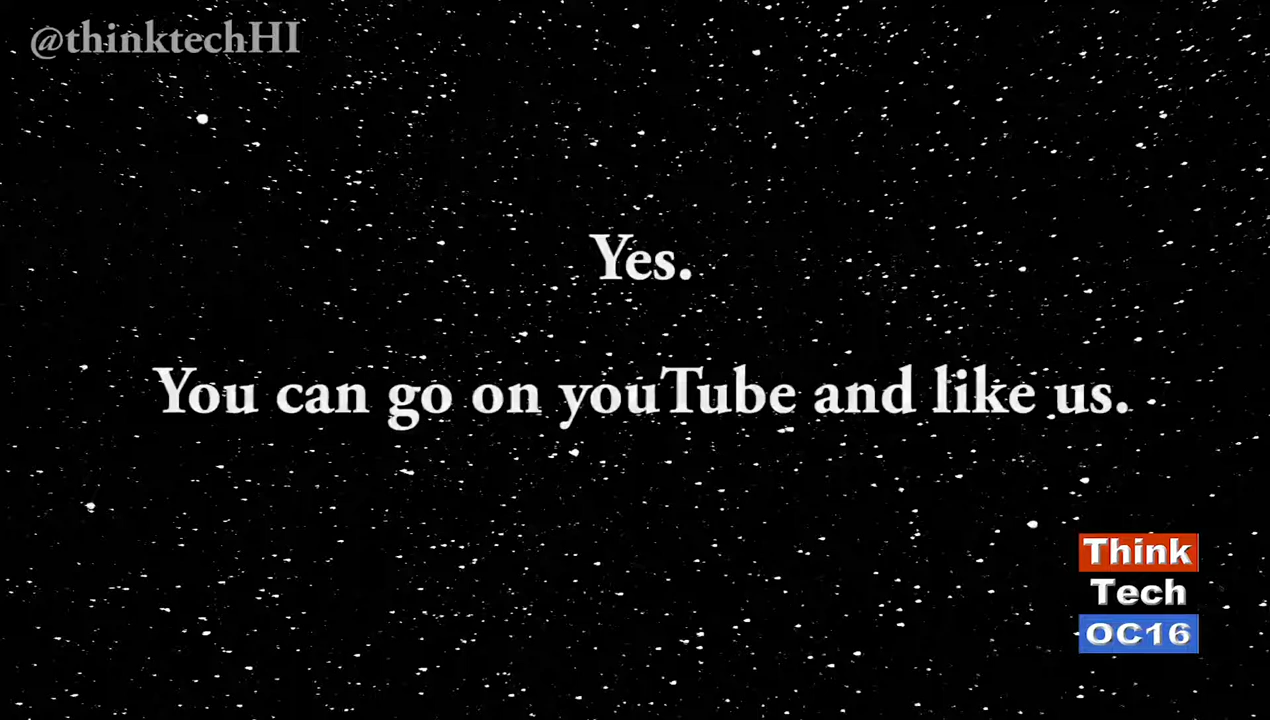 @thinktechHI
Yes.
You can go on youTube and like us.
Think
Tech
OC16